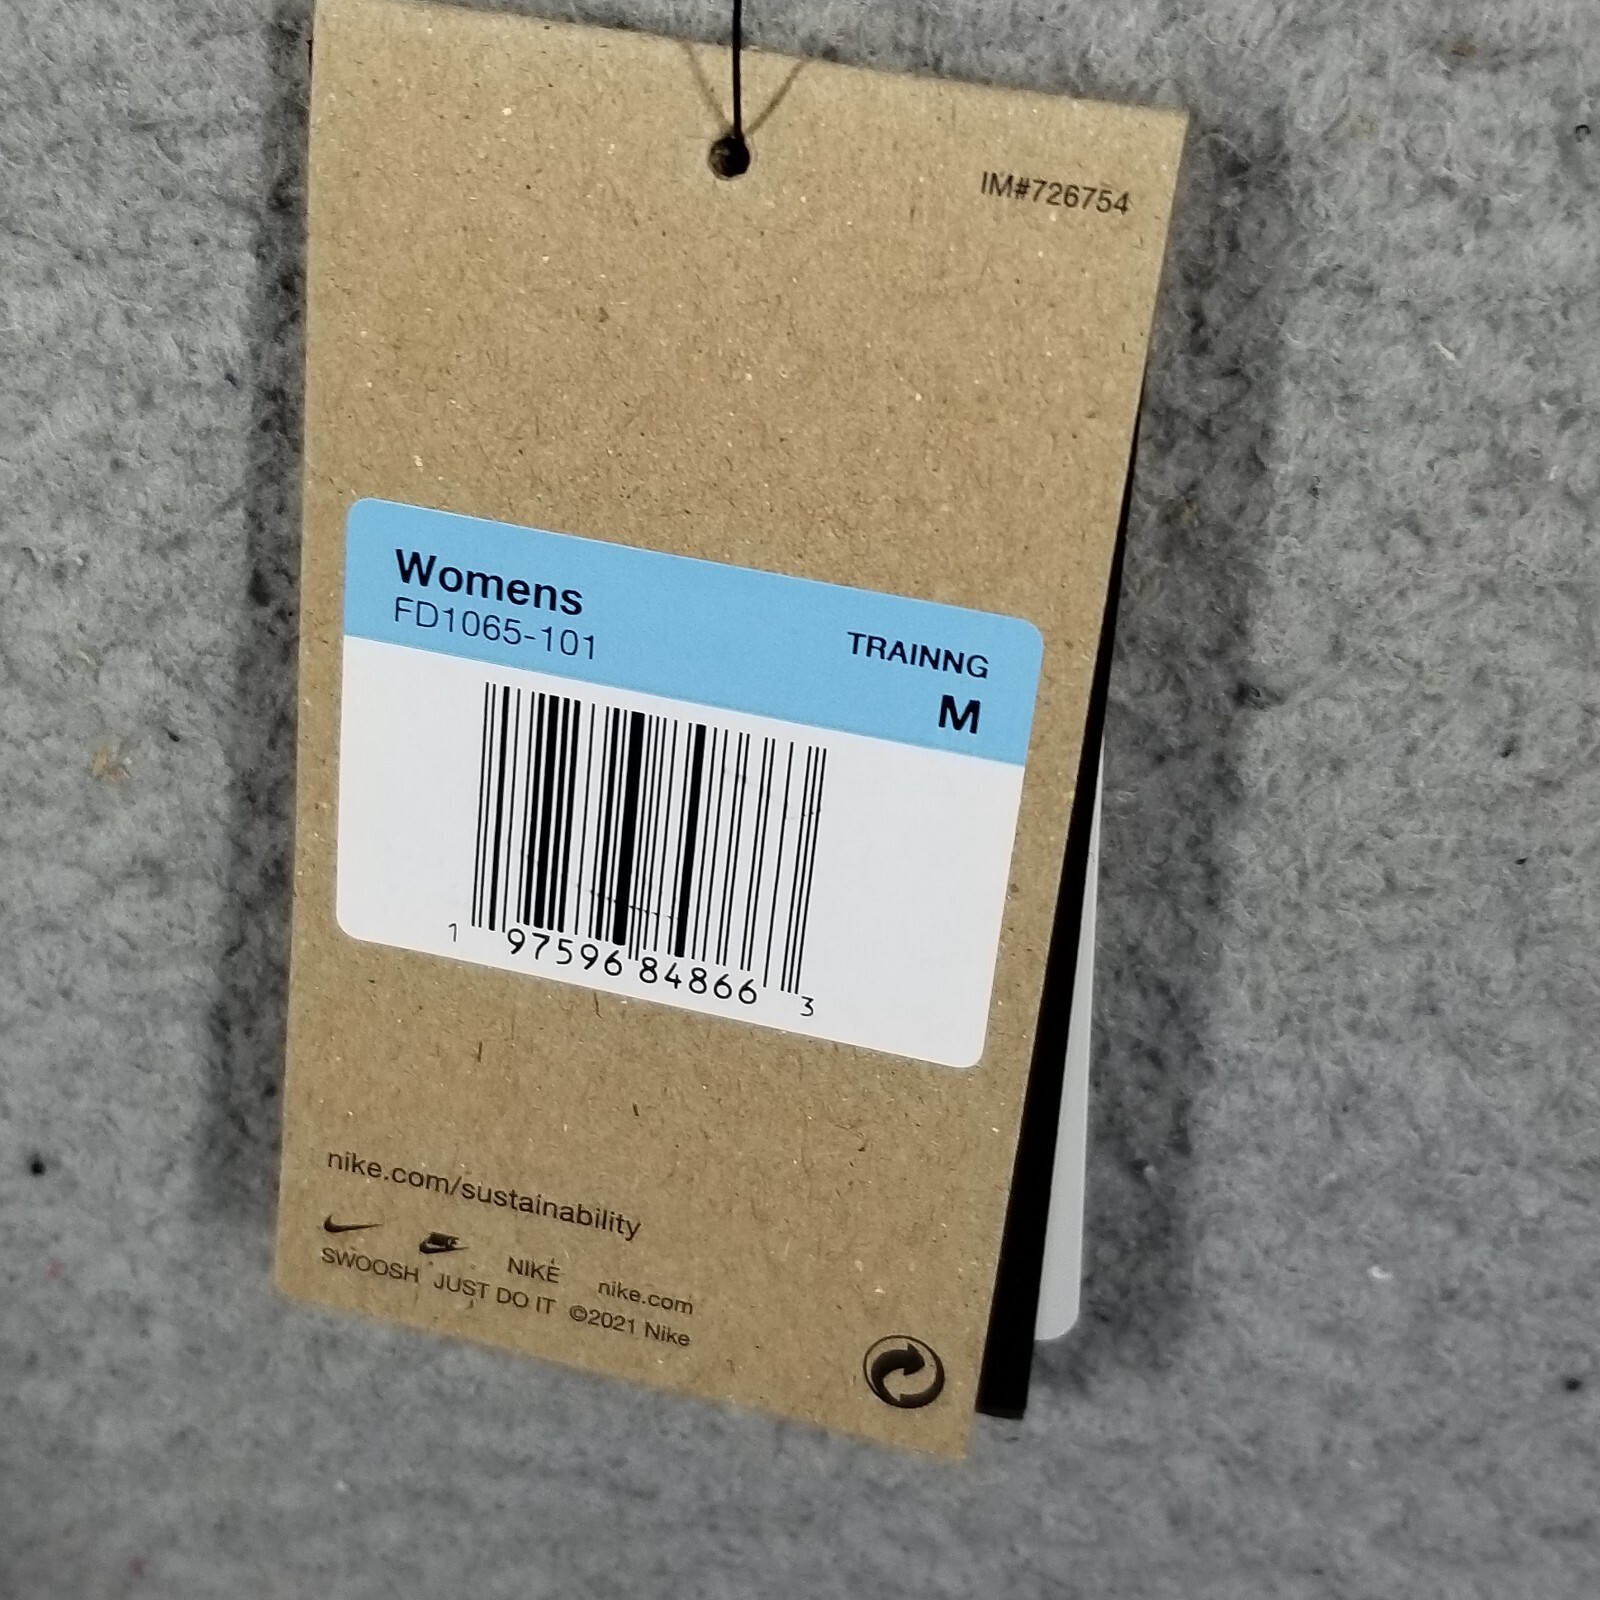 IM#726754
Womens
FD1065-101
TRAINNG
M
1 97596 84866 3
nike.com/sustainability
NIKE nike.com
SWOOSH JUST DO IT ©2021 Nike